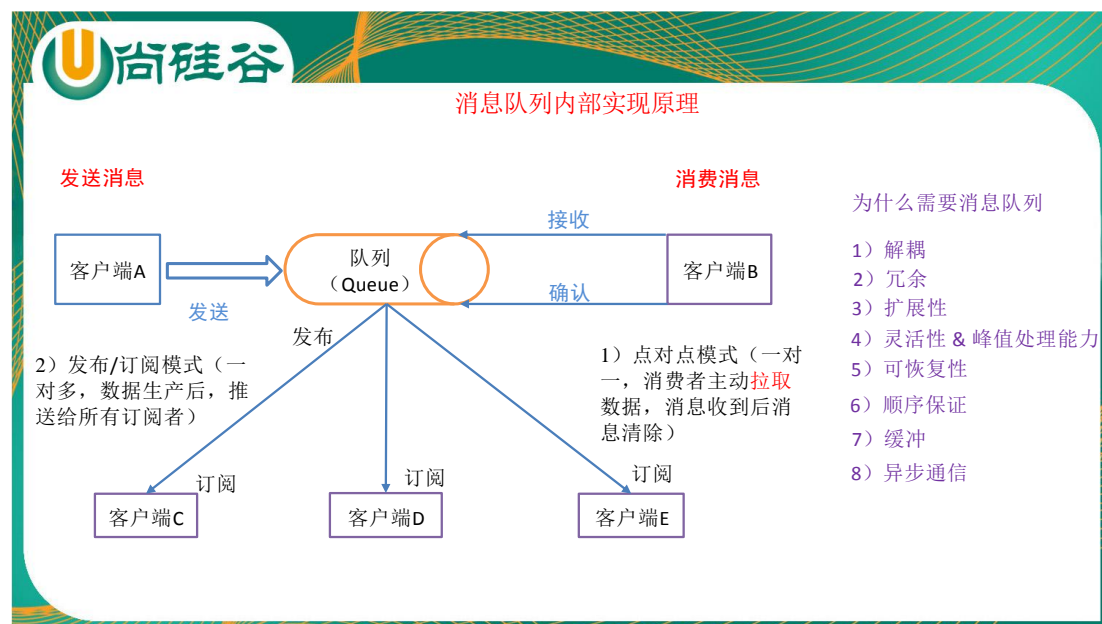 尚硅谷
消息队列内部实现原理
发送消息
消费消息
客户端A
发送
队列
（Queue）
接收
确认
客户端B
发布
2）发布/订阅模式（一
对多，数据生产后，推
送给所有订阅者）
1）点对点模式（一对
一，消费者主动拉取
数据，消息收到后消
息清除）
订阅
订阅
订阅
客户端C
客户端D
客户端E
为什么需要消息队列
1）解耦
2）冗余
3）扩展性
4）灵活性 & 峰值处理能力
5）可恢复性
6）顺序保证
7）缓冲
8）异步通信